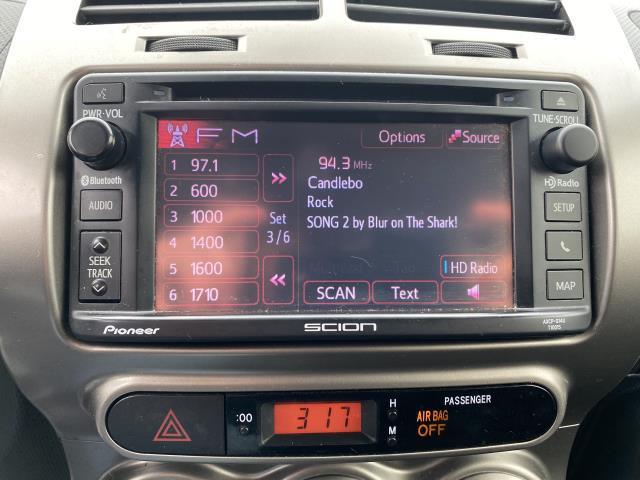 PWR·VOL
TUNE·SCROLL
FM
Options
Source
1 97.1
2 600
3 1000
4 1400
5 1600
6 1710
Set
3/6
94.3 MHz
Candlebo
Rock
SONG 2 by Blur on The Shark!
HD Radio
SCAN
Text
Bluetooth
AUDIO
SEEK
TRACK
HD Radio
SETUP
MAP
Pioneer
SCION
:00
3:17
H
M
PASSENGER
AIR BAG
OFF